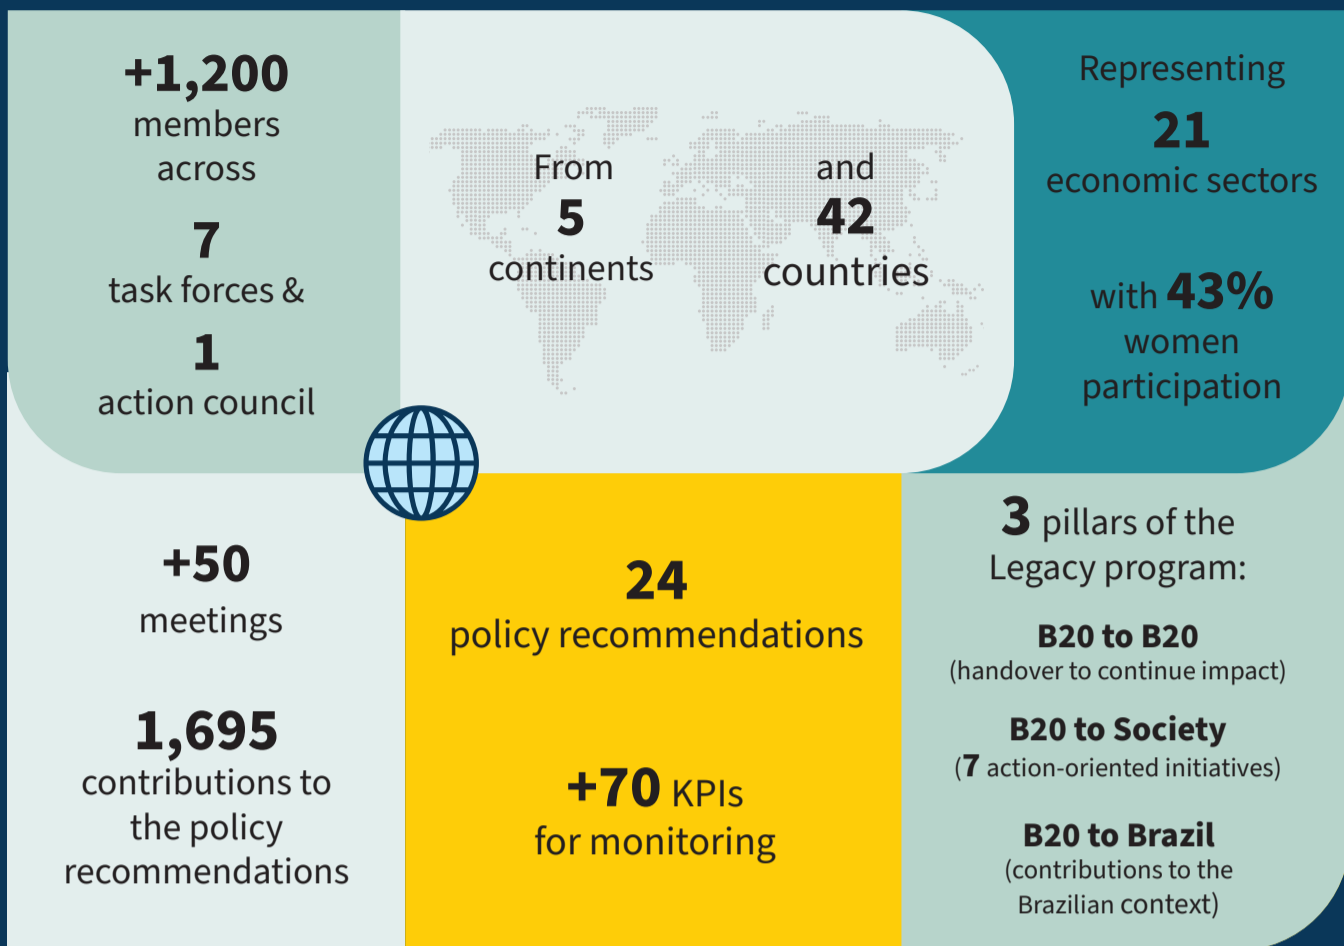 +1,200
members
across
7
task forces &
1
action council
From
5
continents
and
42
countries
Representing
21
economic sectors
with 43%
women
participation
+50
meetings
1,695
contributions to
the policy
recommendations
24
policy recommendations
+70 KPIs
for monitoring
3 pillars of the
Legacy program:
B20 to B20
(handover to continue impact)
B20 to Society
(7 action-oriented initiatives)
B20 to Brazil
(contributions to the
Brazilian context)